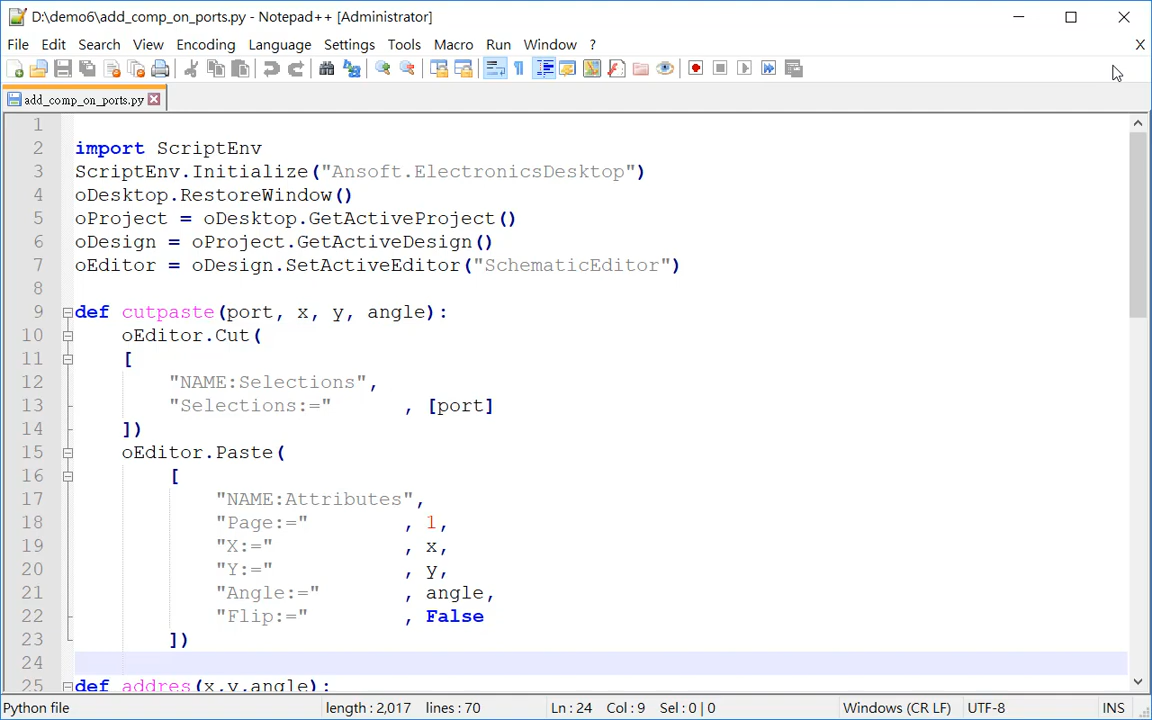 D:\demo6\add_comp_on_ports.py - Notepad++ [Administrator]
File Edit Search View Encoding Language Settings Tools Macro Run Window ? X
add_comp_on_ports.py
1
2 import ScriptEnv
3 ScriptEnv.Initialize("Ansoft.ElectronicsDesktop")
4 oDesktop.RestoreWindow()
5 oProject = oDesktop.GetActiveProject()
6 oDesign = oProject.GetActiveDesign()
7 oEditor = oDesign.SetActiveEditor("SchematicEditor")
8
9 def cutpaste(port, x, y, angle):
10 oEditor.Cut(
11 [
12 "NAME:Selections",
13 "Selections:=" , [port]
14 ])
15 oEditor.Paste(
16 [
17 "NAME:Attributes",
18 "Page:=" , 1,
19 "X:=" , x,
20 "Y:=" , y,
21 "Angle:=" , angle,
22 "Flip:=" , False
23 ])
24
25 def addres(x,y,angle):
Python file length : 2,017 lines : 70 Ln : 24 Col : 9 Sel : 0 | 0 Windows (CR LF) UTF-8 INS